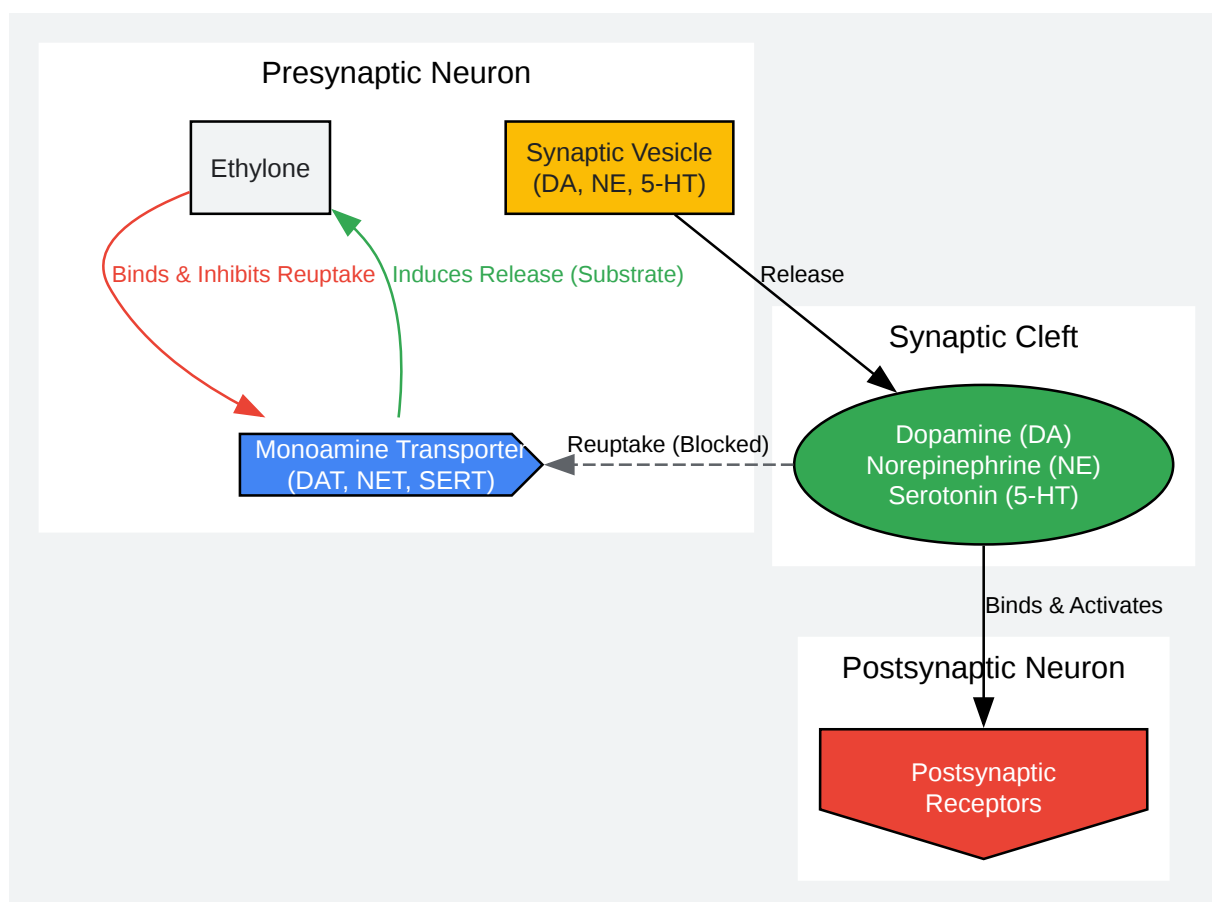 Presynaptic Neuron
Ethylone
Synaptic Vesicle
(DA, NE, 5-HT)
Binds & Inhibits Reuptake
Induces Release (Substrate)
Release
Synaptic Cleft
Monoamine Transporter
(DAT, NET, SERT)
Reuptake (Blocked)
Dopamine (DA)
Norepinephrine (NE)
Serotonin (5-HT)
Binds & Activates
Postsynaptic Neuron
Postsynaptic
Receptors